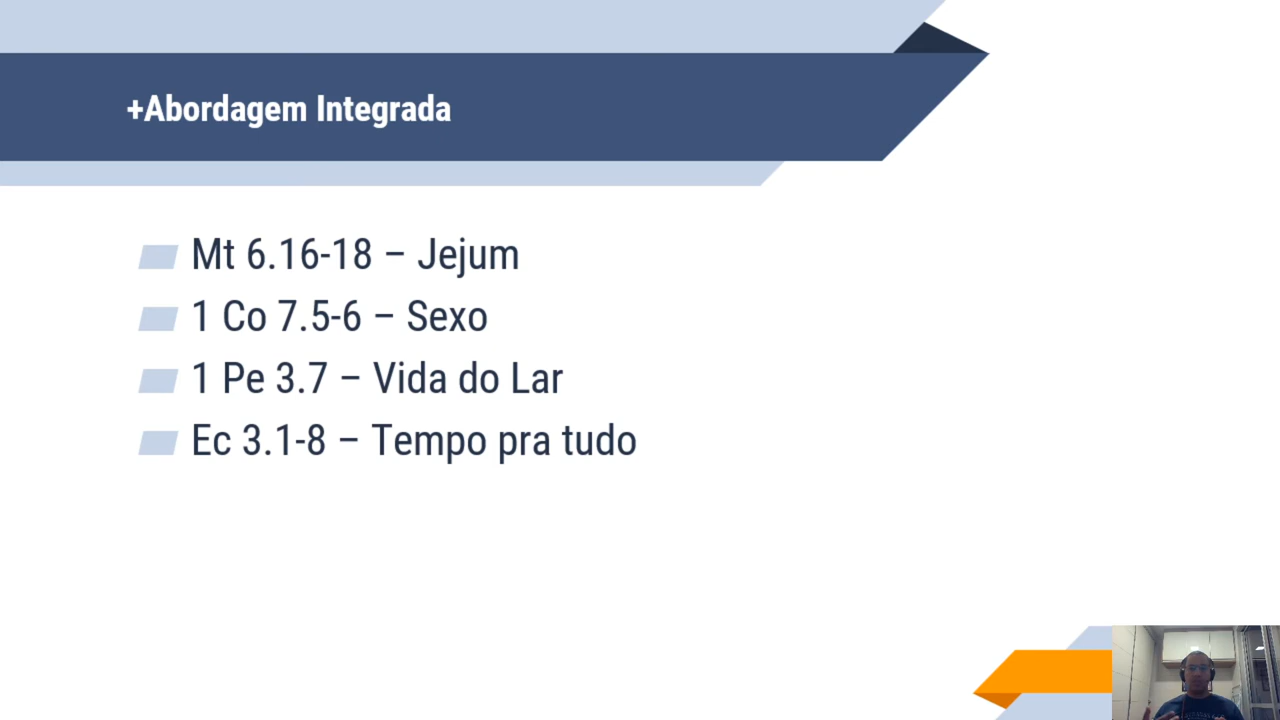 +Abordagem Integrada
Mt 6.16-18 – Jejum
1 Co 7.5-6 – Sexo
1 Pe 3.7 – Vida do Lar
Ec 3.1-8 – Tempo pra tudo